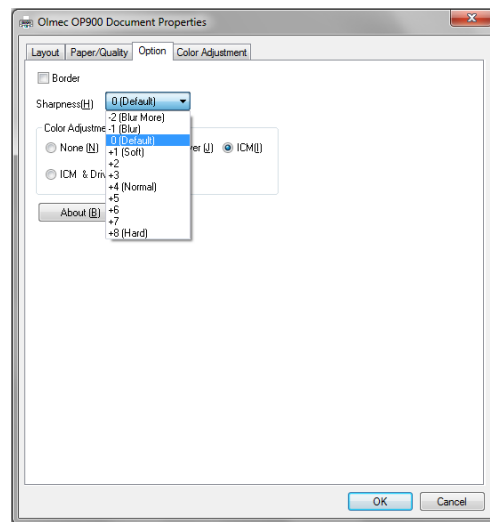 Olmec OP900 Document Properties
Layout Paper/Quality Option Color Adjustment
Border
Sharpness(H) 0 (Default)
-2 (Blur More)
-1 (Blur)
0 (Default)
+1 (Soft)
+2
+3
+4 (Normal)
+5
+6
+7
+8 (Hard)
Color Adjustme
None (N) er (J) ICM(I)
ICM & Driv
About (B)
OK Cancel